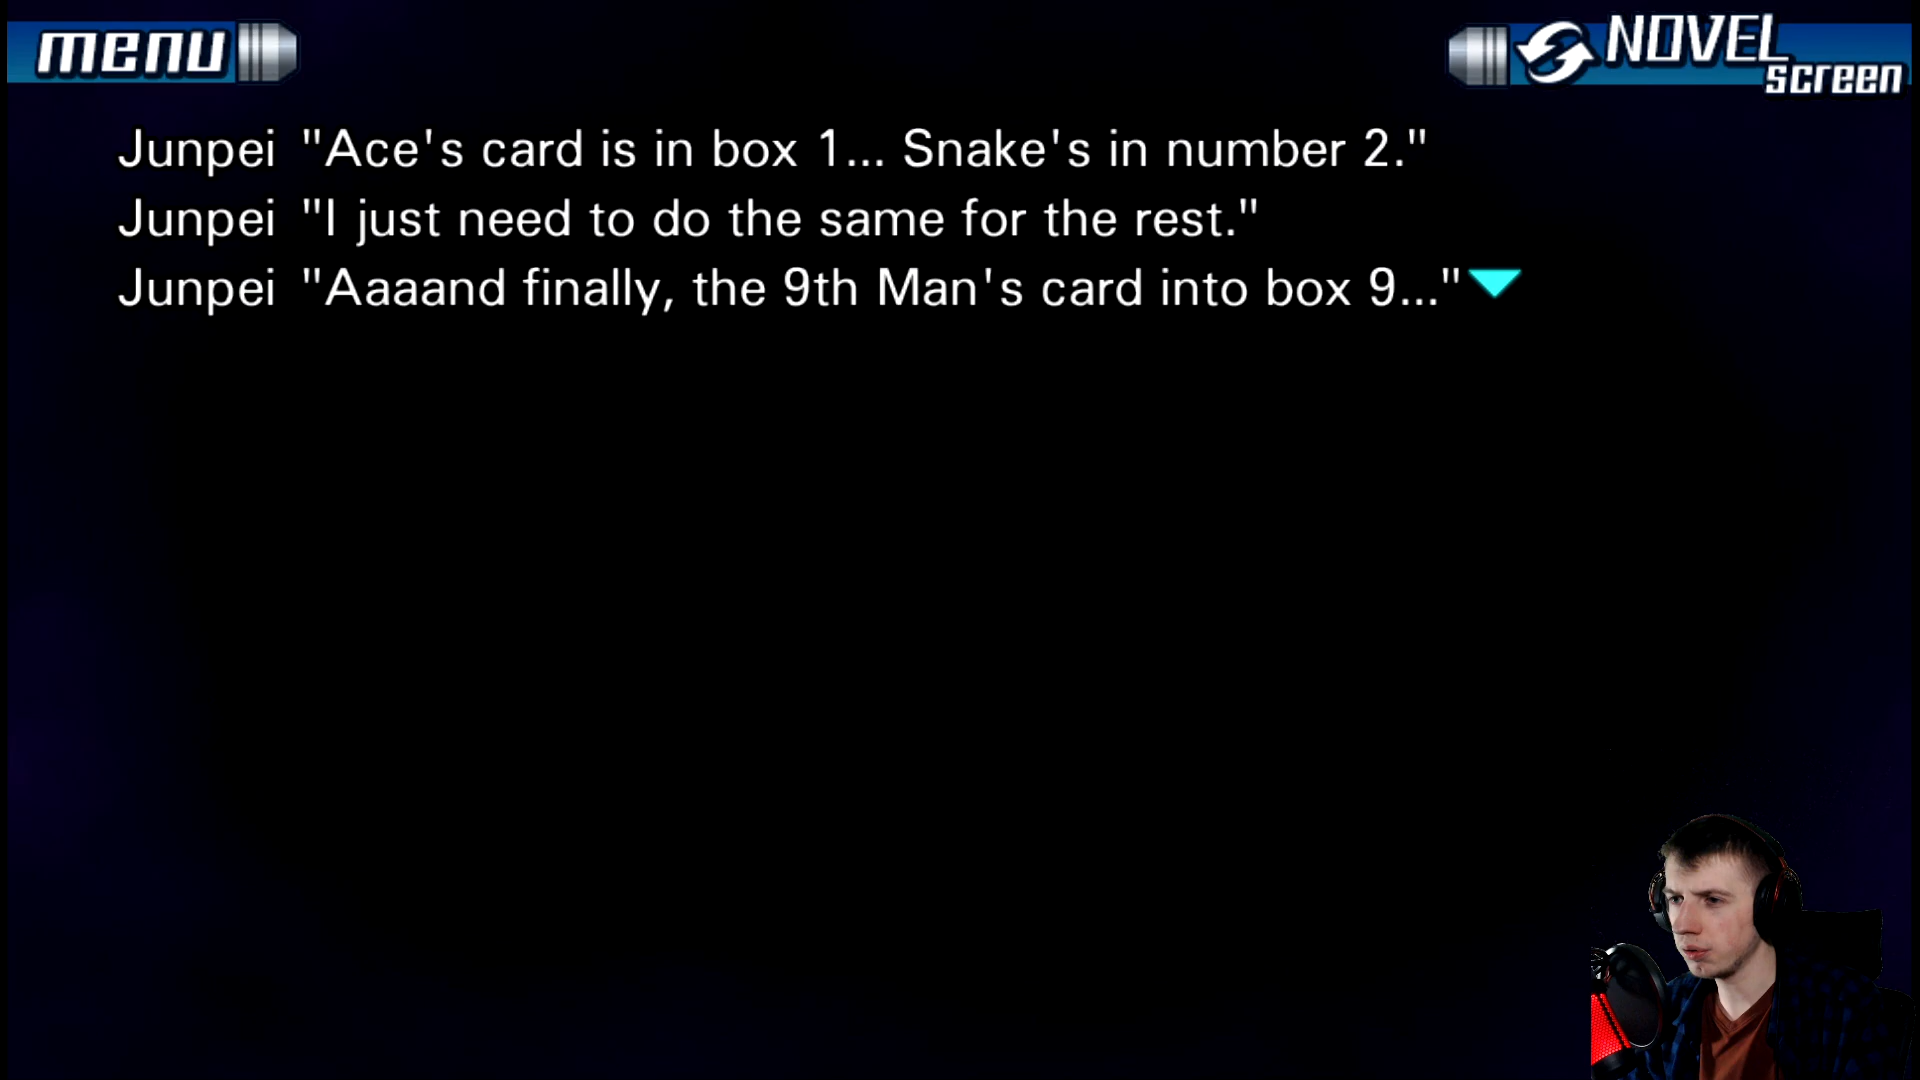 menu
NOVEL
screen
Junpei "Ace's card is in box 1... Snake's in number 2."
Junpei "I just need to do the same for the rest."
Junpei "Aaaand finally, the 9th Man's card into box 9..."